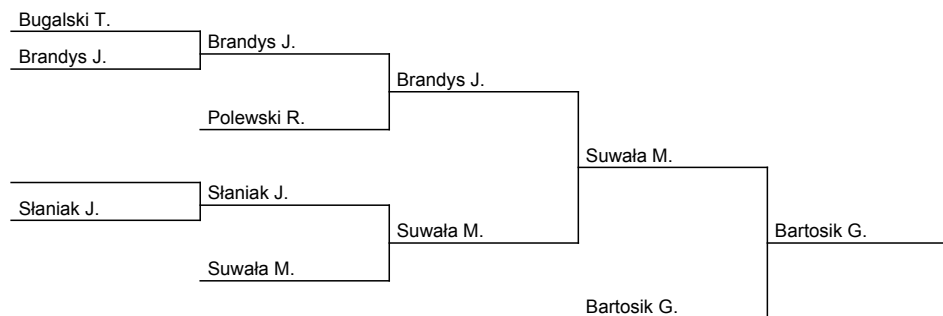 Bugalski T.
Brandys J.
Brandys J.
Polewski R.
Brandys J.
Słaniak J.
Słaniak J.
Suwała M.
Suwała M.
Suwała M.
Bartosik G.
Bartosik G.